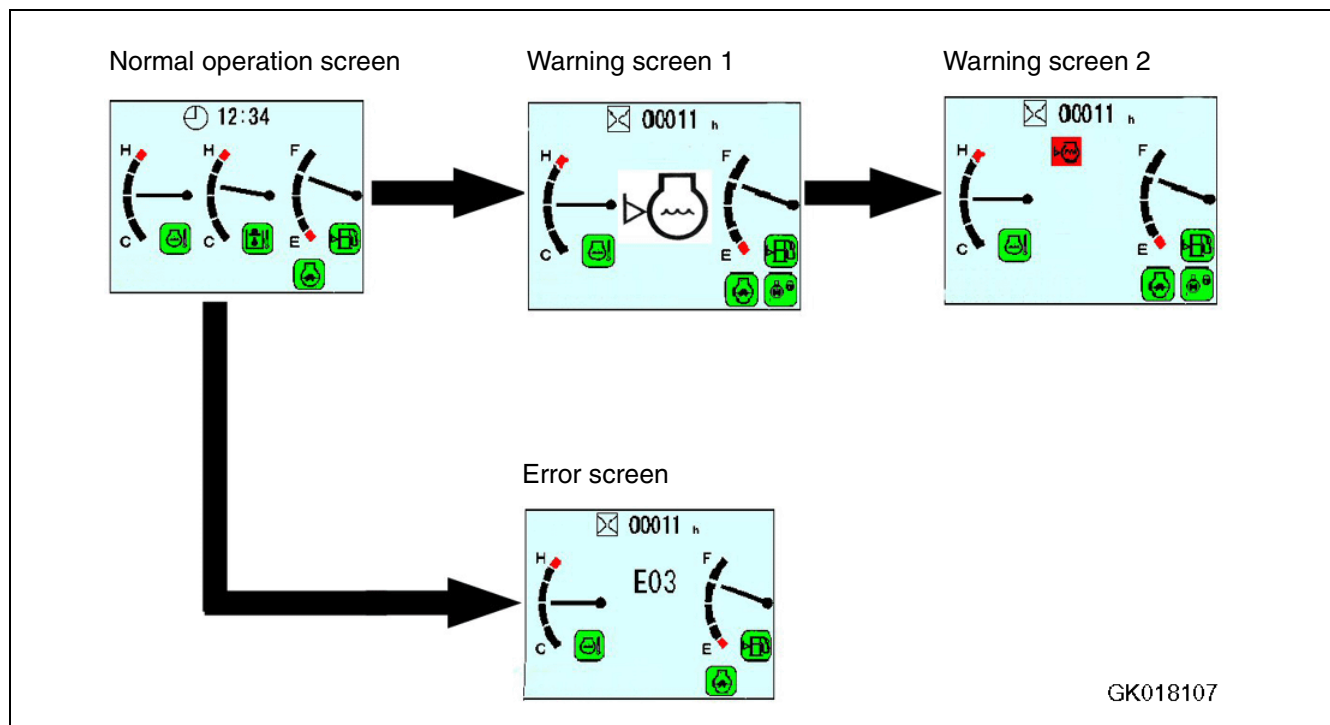 Normal operation screen
Warning screen 1
Warning screen 2
12:34
H
C
H
C
F
E
00011 h
H
C
F
E
00011 h
H
C
F
E
Error screen
00011 h
H
C
E03
F
E
GK018107